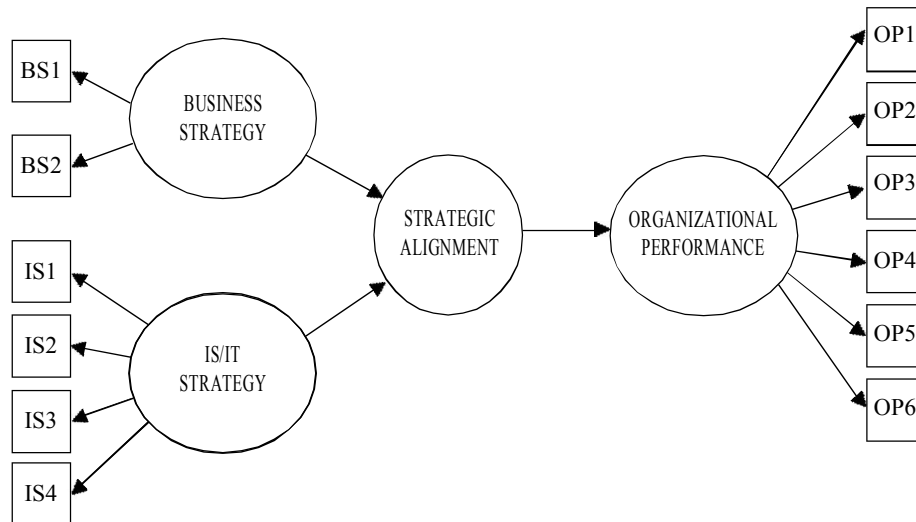 BS1
BS2
BUSINESS
STRATEGY
IS1
IS2
IS3
IS4
IS/IT
STRATEGY
STRATEGIC
ALIGNMENT
ORGANIZATIONAL
PERFORMANCE
OP1
OP2
OP3
OP4
OP5
OP6